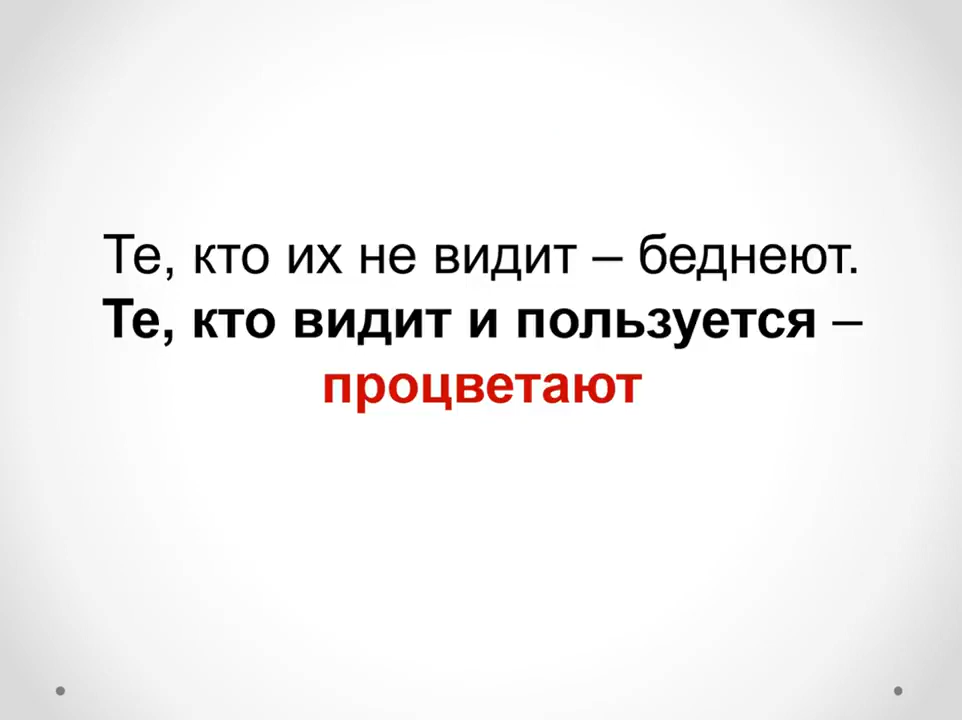 Те, кто их не видит – беднеют.
Те, кто видит и пользуется –
процветают